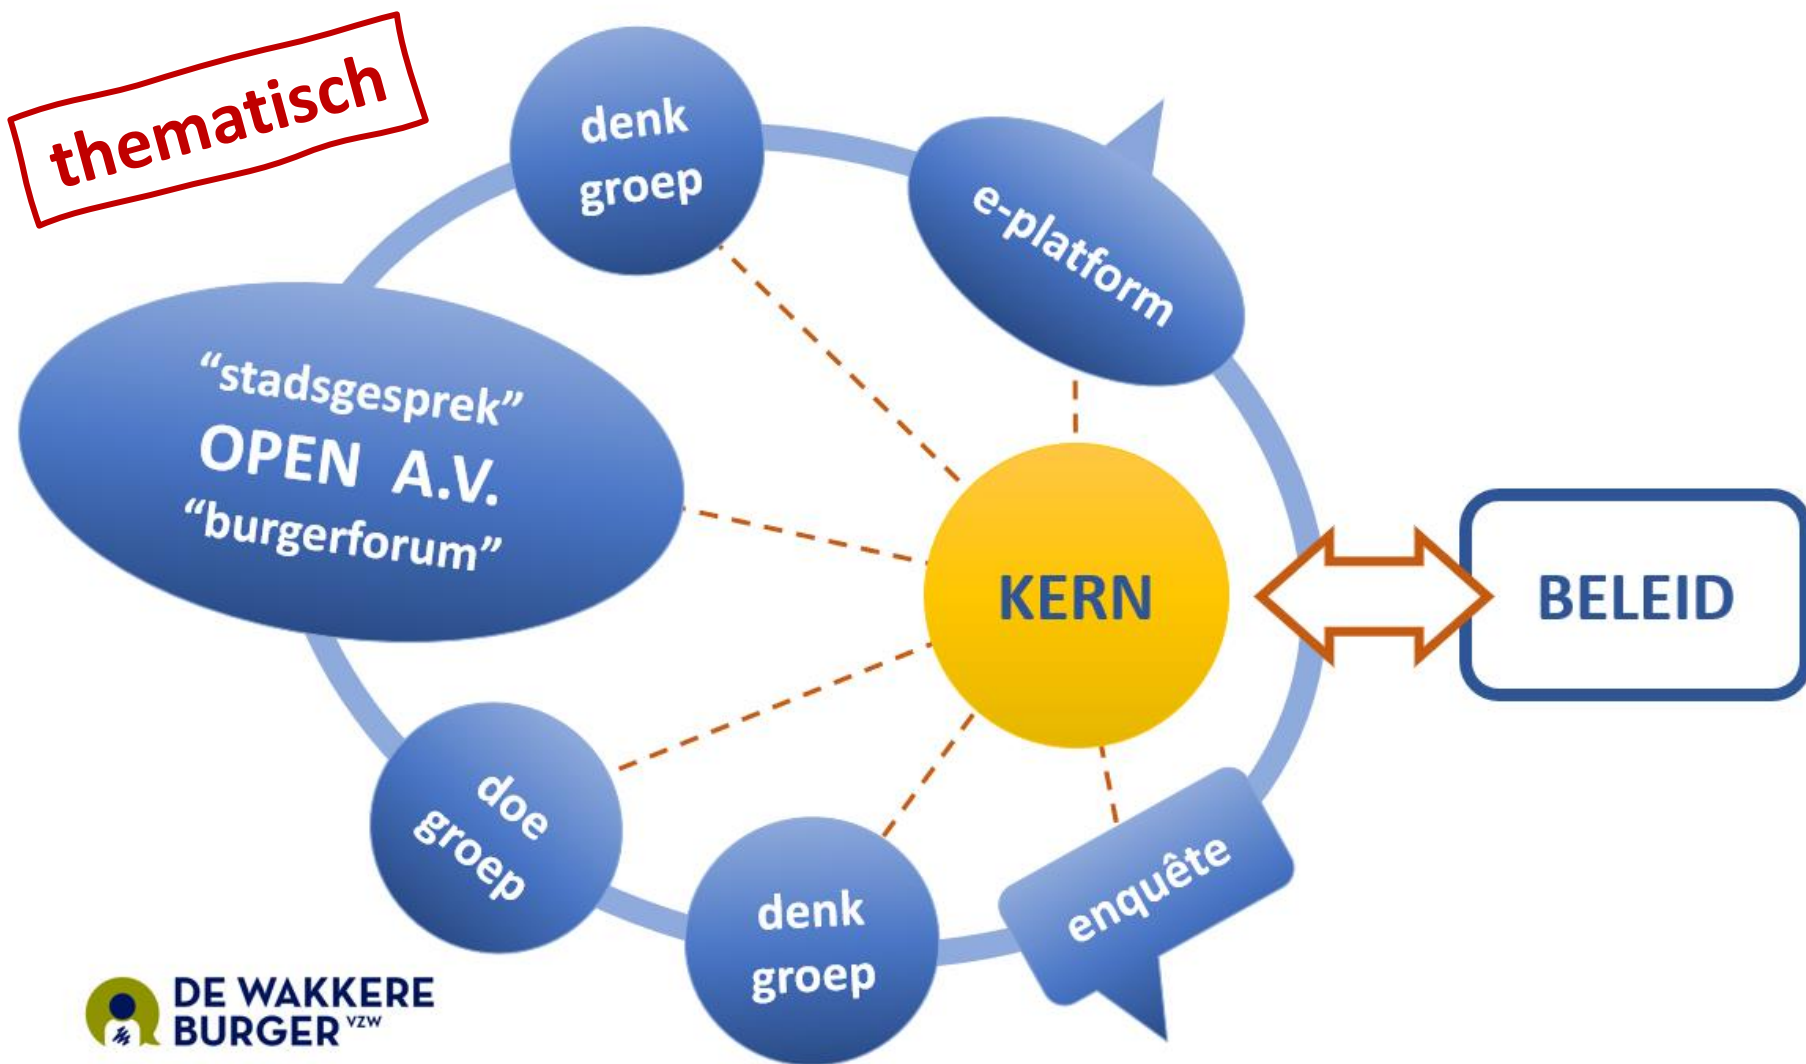 thematisch
denk
groep
e-platform
“stadsgesprek”
OPEN A.V.
“burgerforum”
KERN
BELEID
doe
groep
denk
groep
enquête
DE WAKKERE
BURGER VZW